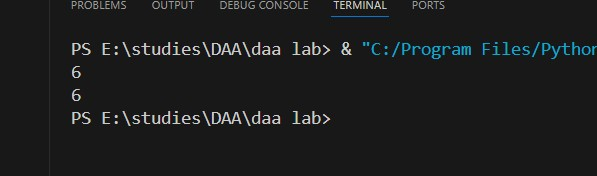 PROBLEMS OUTPUT DEBUG CONSOLE TERMINAL PORTS
PS E:\studies\DAA\daa lab> & "C:/Program Files/Python
6
6
PS E:\studies\DAA\daa lab>